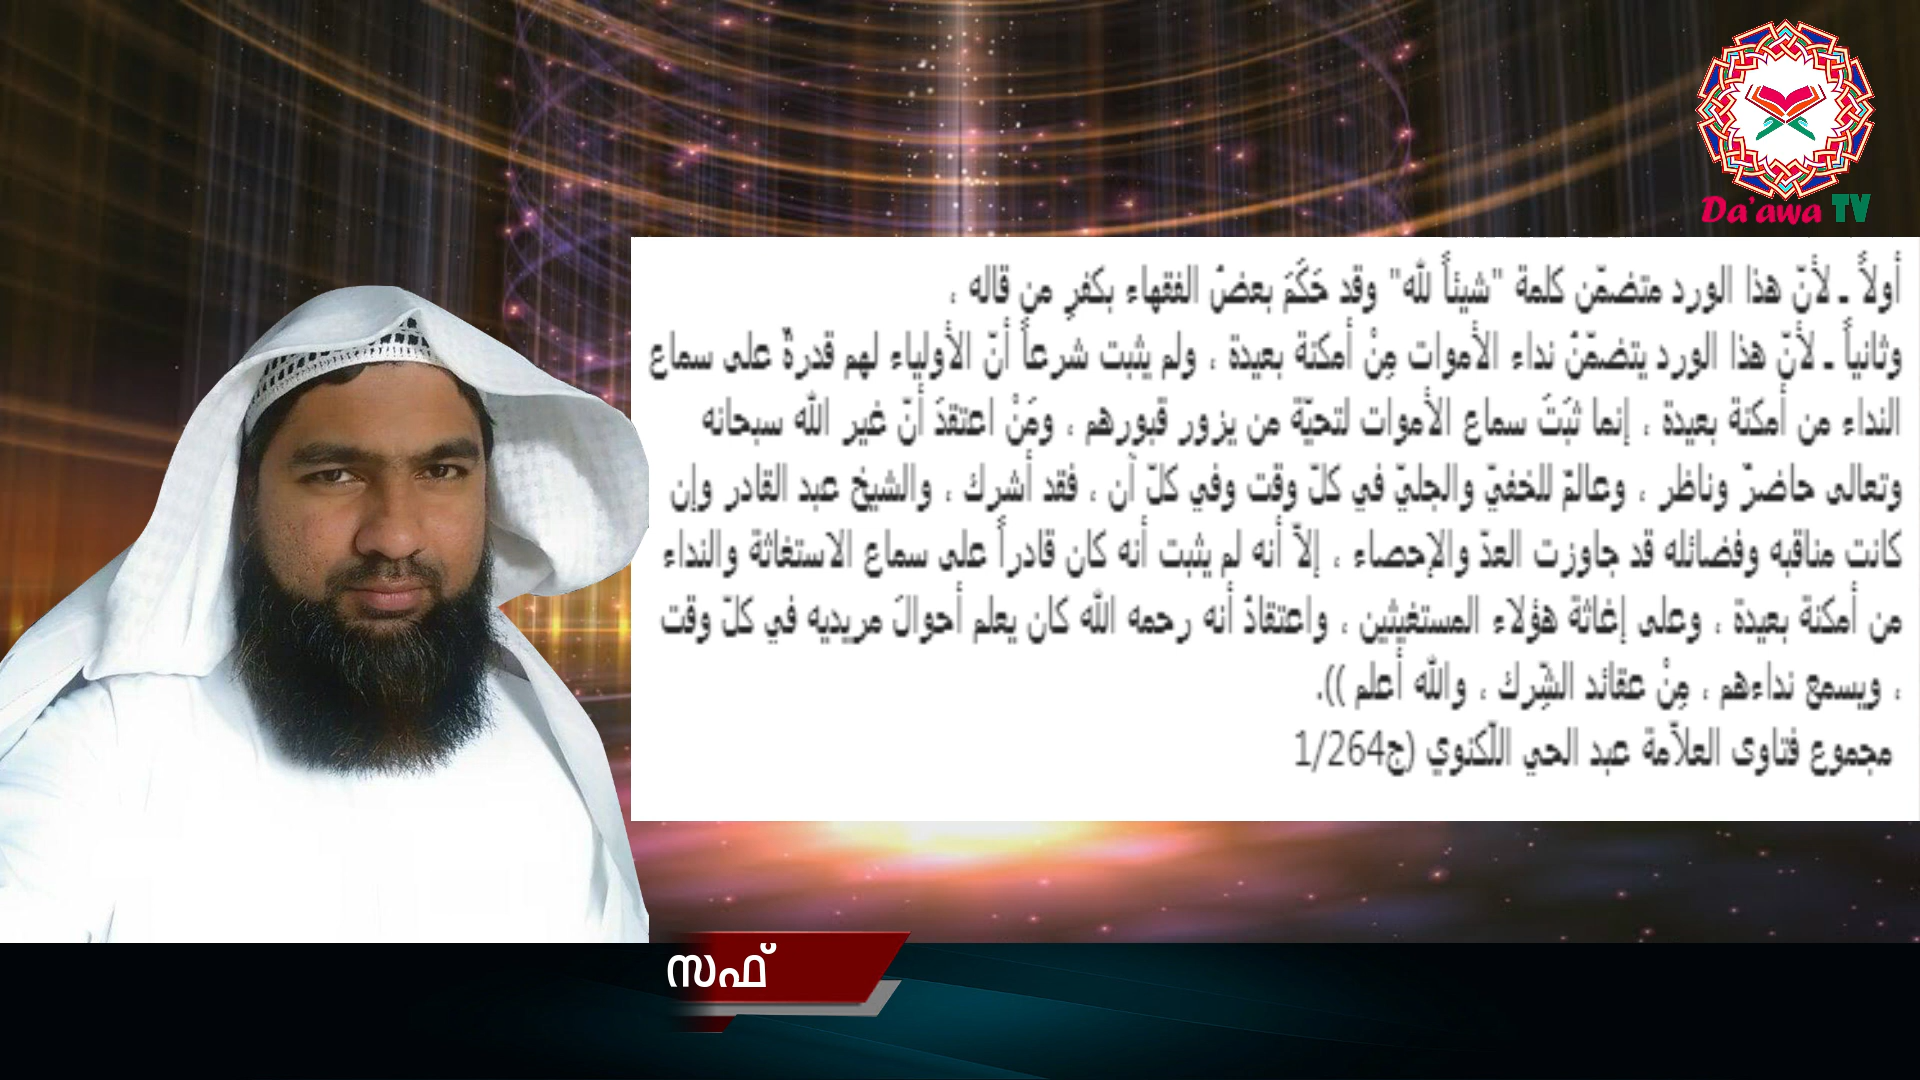 Da'awa TV
أولاً ـ لأنّ هذا الورد متضمّن كلمة "شيئاً لله" وقد حَكَمَ بعضُ الفقهاء بكفرِ من قاله ،
وثانياً ـ لأنّ هذا الورد يتضمّنُ نداء الأموات مِنْ أمكنة بعيدة ، ولم يثبت شرعاً أنّ الأولياء لهم قدرةٌ على سماع
النداء من أمكنة بعيدة ، إنما ثبَتَ سماع الأموات لتحيّة من يزور قبورهم ، ومَنْ اعتقدَ أنّ غير الله سبحانه
وتعالى حاضرٌ وناظر ، وعالمٌ للخفيّ والجليّ في كلّ وقت وفي كلّ آن ، فقد أشرك ، والشيخ عبد القادر وإن
كانت مناقبه وفضائله قد جاوزت العدّ والإحصاء ، إلاّ أنه لم يثبت أنه كان قادراً على سماع الاستغاثة والنداء
من أمكنة بعيدة ، وعلى إغاثة هؤلاء المستغيثين ، واعتقادُ أنه رحمه الله كان يعلم أحوالَ مريديه في كلّ وقت
، ويسمع نداءهم ، مِنْ عقائد الشِّرك ، والله أعلم )).
مجموع فتاوى العلاّمة عبد الحي اللّكنوي (ج1/264
സഫ്